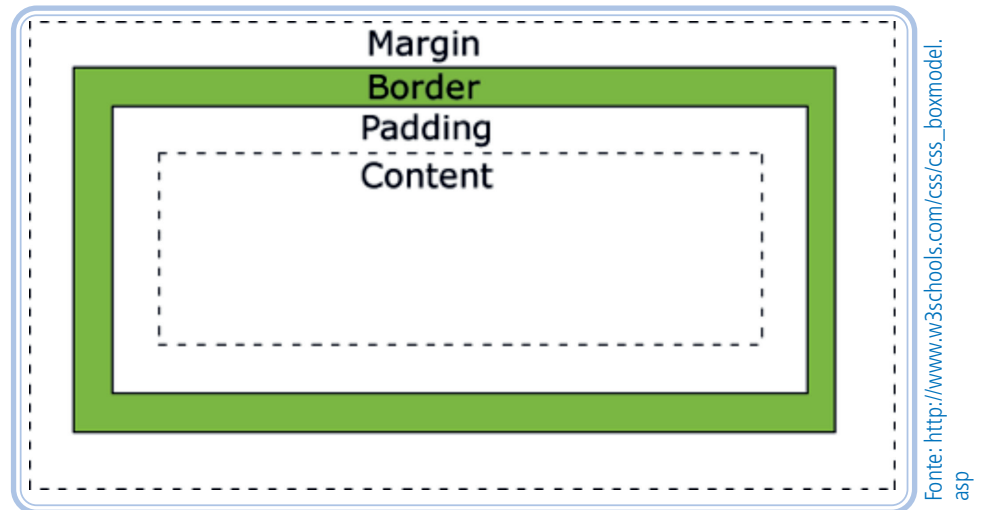 Margin
Border
Padding
Content
Fonte: http://www.w3schools.com/css/css_boxmodel.
asp